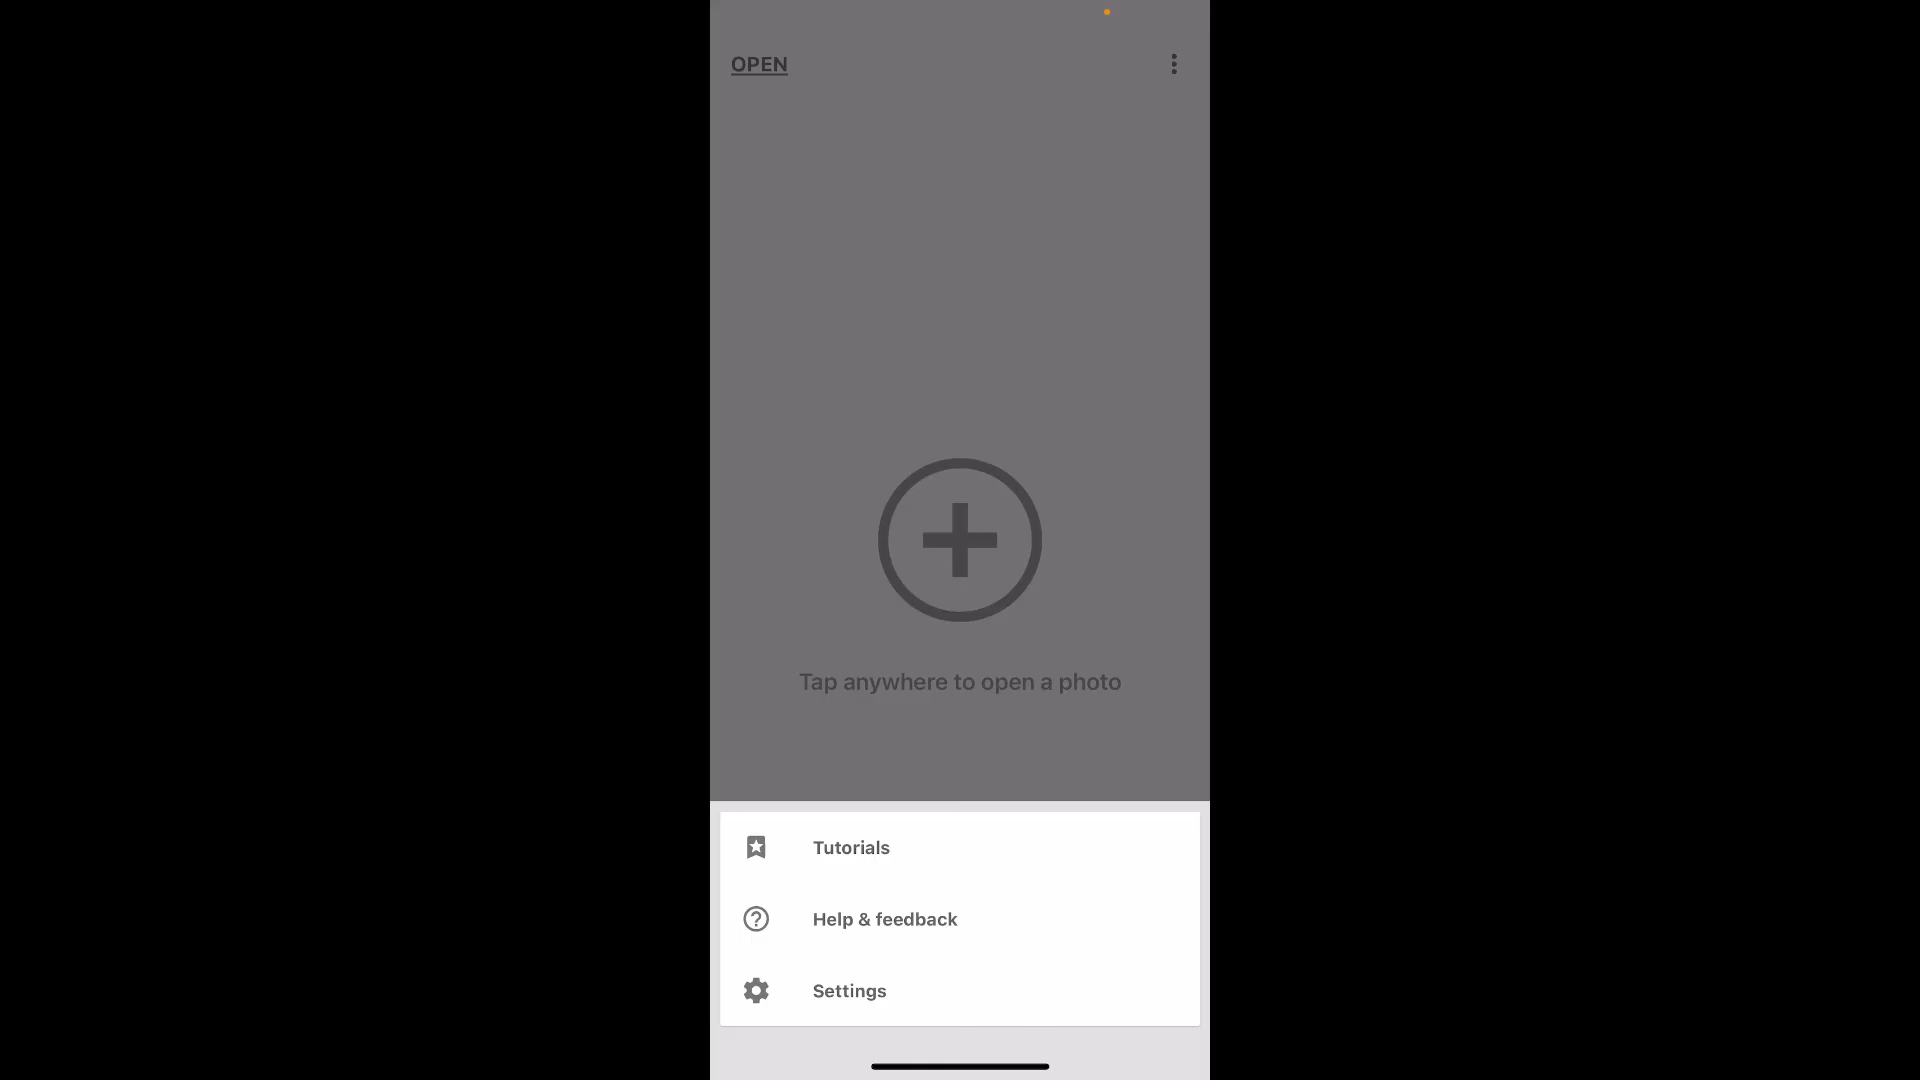 OPEN
Tap anywhere to open a photo
Tutorials
Help & feedback
Settings